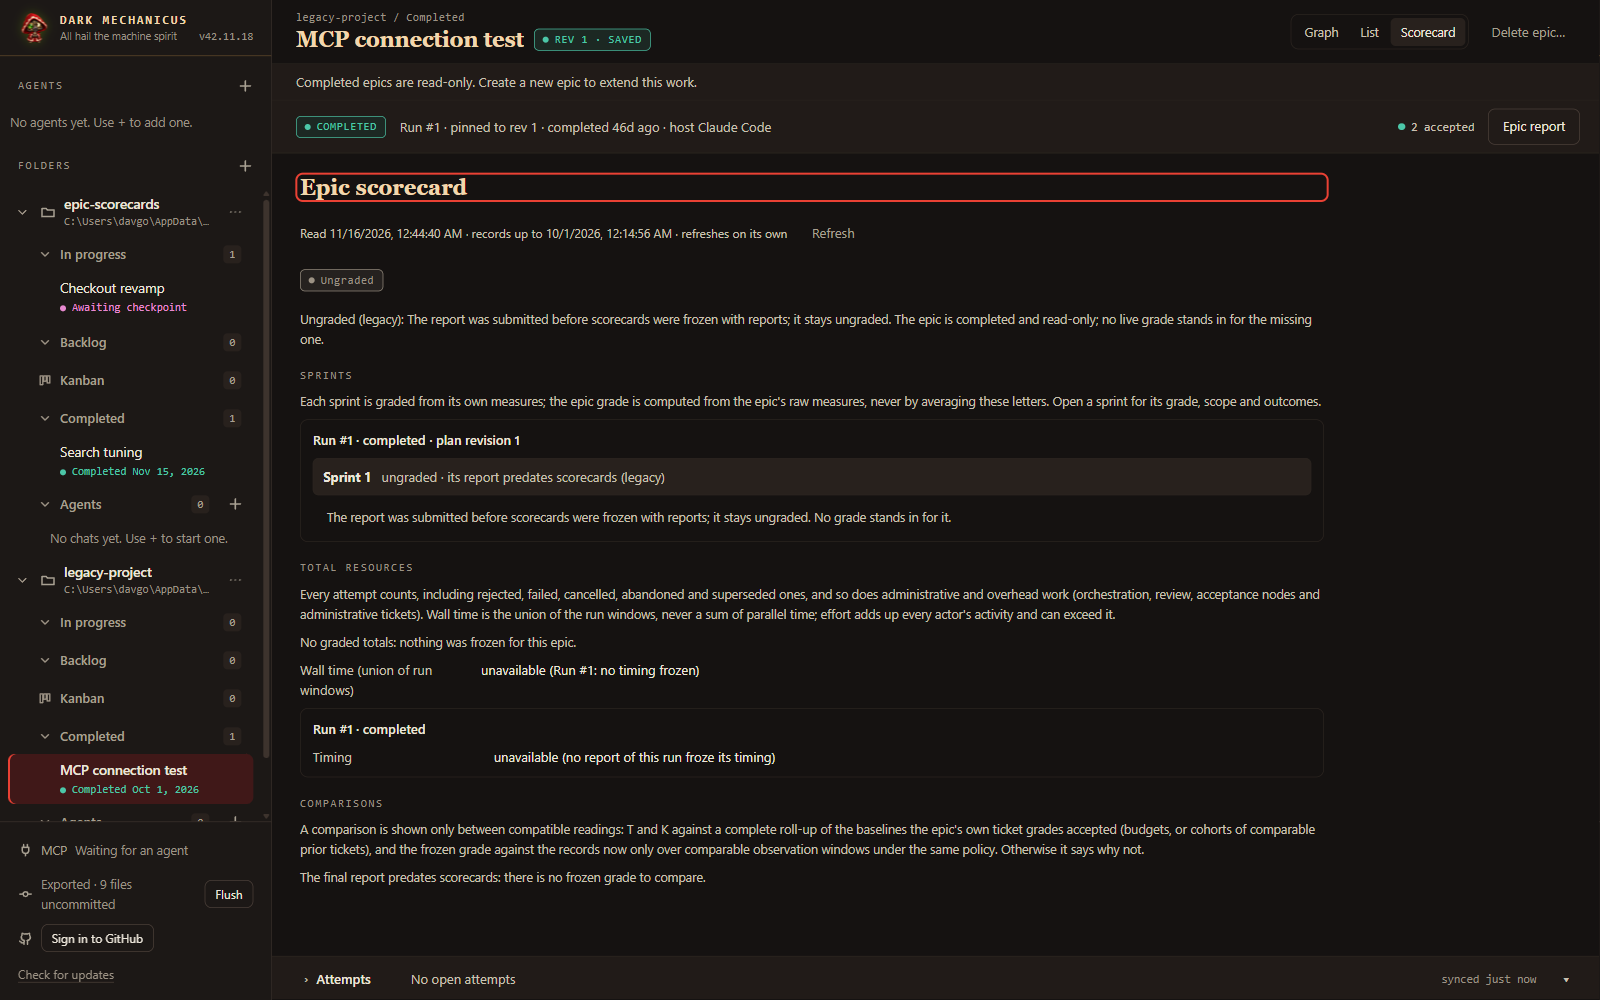 DARK MECHANICUS
All hail the machine spirit v42.11.18
AGENTS
No agents yet. Use + to add one.
FOLDERS
epic-scorecards
C:\Users\davgo\AppData\…
In progress 1
Checkout revamp
Awaiting checkpoint
Backlog 0
Kanban 0
Completed 1
Search tuning
Completed Nov 15, 2026
Agents 0
No chats yet. Use + to start one.
legacy-project
C:\Users\davgo\AppData\…
In progress 0
Backlog 0
Kanban 0
Completed 1
MCP connection test
Completed Oct 1, 2026
MCP Waiting for an agent
Exported · 9 files
uncommitted
Flush
Sign in to GitHub
Check for updates
legacy-project / Completed
MCP connection test
REV 1 · SAVED
Graph List Scorecard Delete epic...
Completed epics are read-only. Create a new epic to extend this work.
COMPLETED Run #1 · pinned to rev 1 · completed 46d ago · host Claude Code
2 accepted Epic report
Epic scorecard
Read 11/16/2026, 12:44:40 AM · records up to 10/1/2026, 12:14:56 AM · refreshes on its own Refresh
Ungraded
Ungraded (legacy): The report was submitted before scorecards were frozen with reports; it stays ungraded. The epic is completed and read-only; no live grade stands in for the missing
one.
SPRINTS
Each sprint is graded from its own measures; the epic grade is computed from the epic's raw measures, never by averaging these letters. Open a sprint for its grade, scope and outcomes.
Run #1 · completed · plan revision 1
Sprint 1 ungraded · its report predates scorecards (legacy)
The report was submitted before scorecards were frozen with reports; it stays ungraded. No grade stands in for it.
TOTAL RESOURCES
Every attempt counts, including rejected, failed, cancelled, abandoned and superseded ones, and so does administrative and overhead work (orchestration, review, acceptance nodes and
administrative tickets). Wall time is the union of the run windows, never a sum of parallel time; effort adds up every actor's activity and can exceed it.
No graded totals: nothing was frozen for this epic.
Wall time (union of run unavailable (Run #1: no timing frozen)
windows)
Run #1 · completed
Timing unavailable (no report of this run froze its timing)
COMPARISONS
A comparison is shown only between compatible readings: T and K against a complete roll-up of the baselines the epic's own ticket grades accepted (budgets, or cohorts of comparable
prior tickets), and the frozen grade against the records now only over comparable observation windows under the same policy. Otherwise it says why not.
The final report predates scorecards: there is no frozen grade to compare.
Attempts No open attempts synced just now